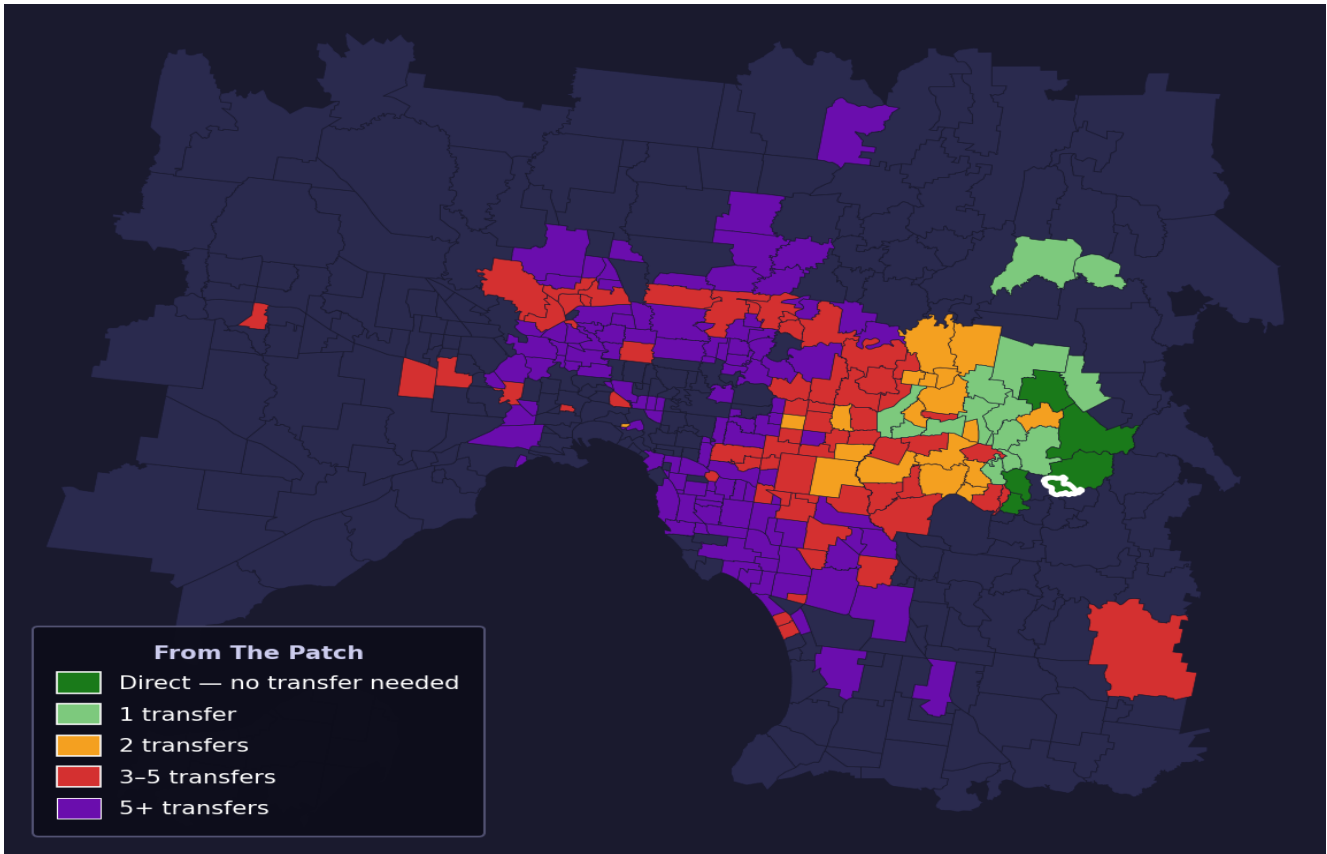 From The Patch
Direct — no transfer needed
1 transfer
2 transfers
3–5 transfers
5+ transfers